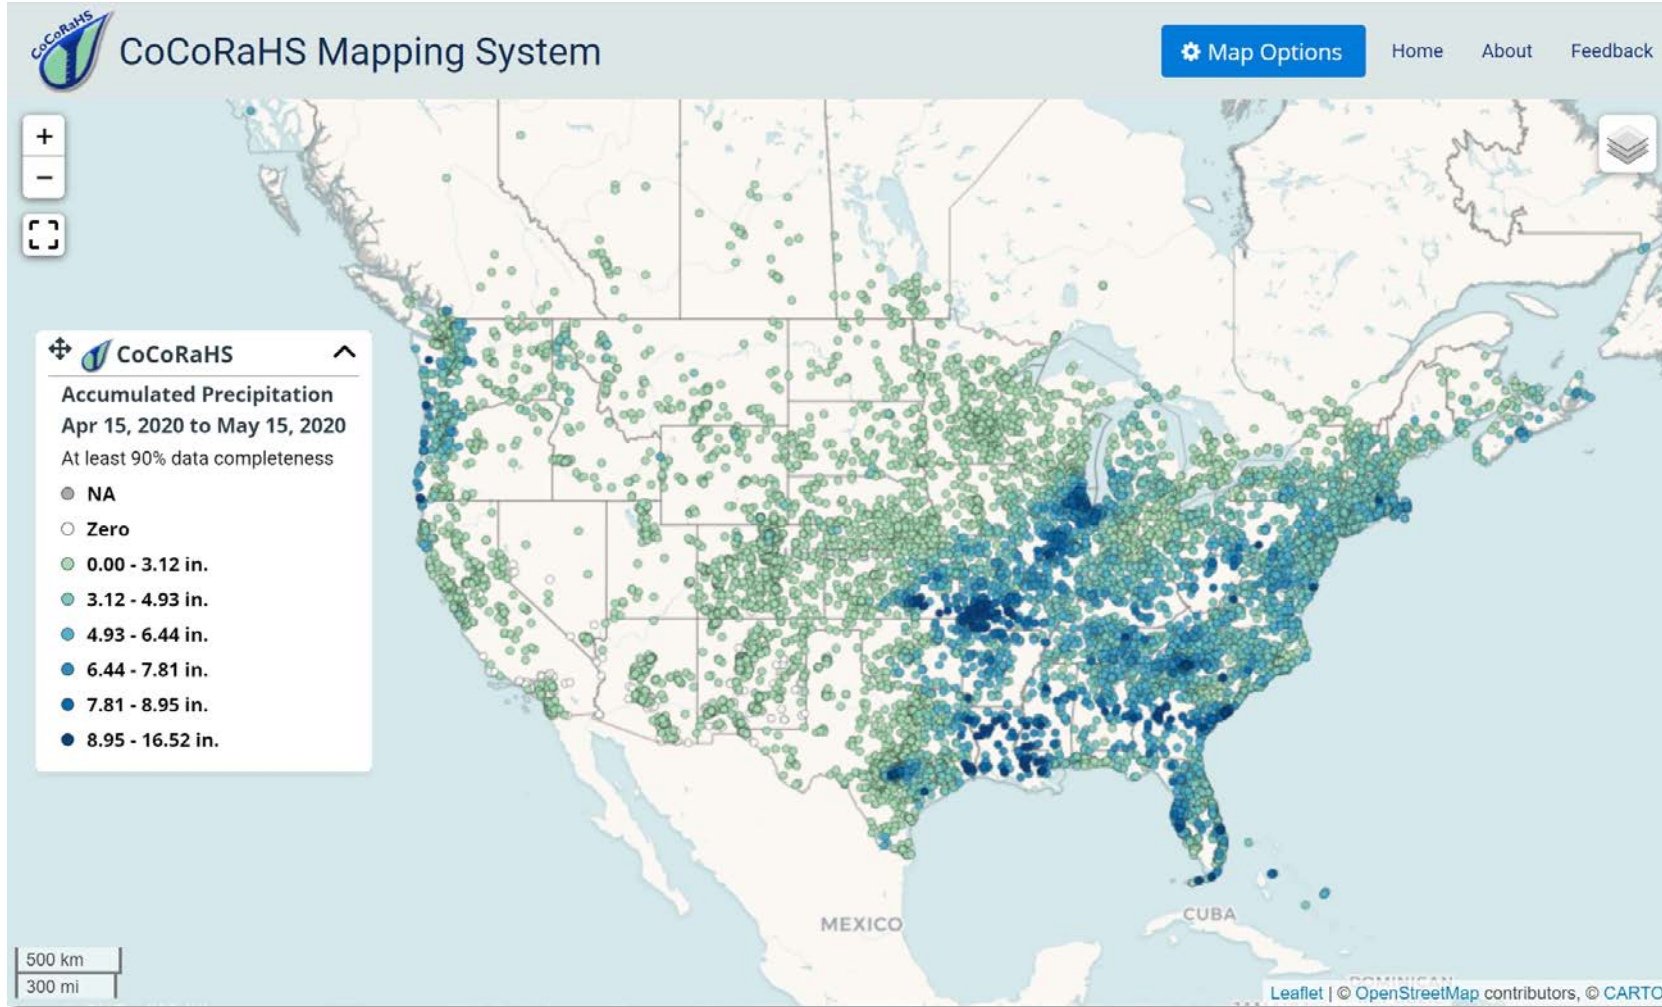 CoCoRaHS
CoCoRaHS Mapping System
Map Options
Home
About
Feedback
+
−
CoCoRaHS
Accumulated Precipitation
Apr 15, 2020 to May 15, 2020
At least 90% data completeness
NA
Zero
0.00 - 3.12 in.
3.12 - 4.93 in.
4.93 - 6.44 in.
6.44 - 7.81 in.
7.81 - 8.95 in.
8.95 - 16.52 in.
MEXICO
CUBA
500 km
300 mi
DOMINICAN
Leaflet | © OpenStreetMap contributors, © CARTO